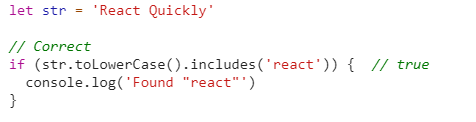 let str = 'React Quickly'
// Correct
if (str.toLowerCase().includes('react')) {  // true
  console.log('Found "react"')
}